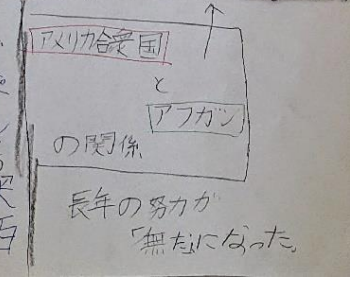 アメリカ合衆国
と
アフガン
の関係
長年の努力が
「無だになった。